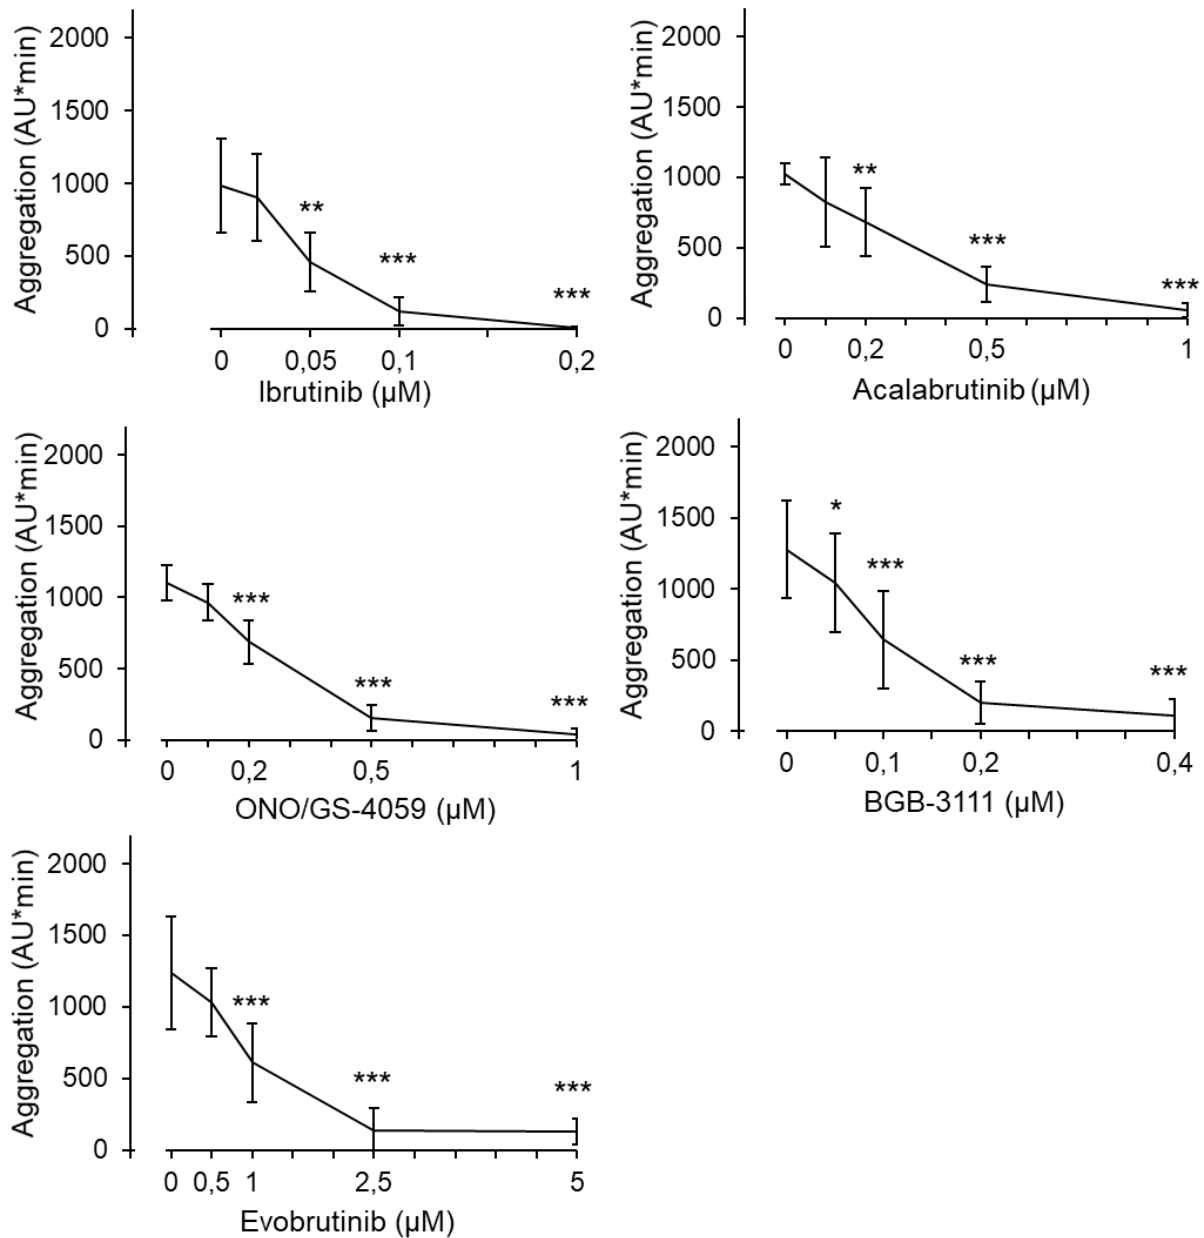 Aggregation (AU*min)
2000
1500
1000
500
0
**
***
***
0 0,05 0,1 0,2
Ibrutinib (µM)
Aggregation (AU*min)
2000
1500
1000
500
0
**
***
***
0 0,2 0,5 1
Acalabrutinib (µM)
Aggregation (AU*min)
2000
1500
1000
500
0
***
***
***
0 0,2 0,5 1
ONO/GS-4059 (µM)
Aggregation (AU*min)
2000
1500
1000
500
0
*
***
***
***
0 0,1 0,2 0,4
BGB-3111 (µM)
Aggregation (AU*min)
2000
1500
1000
500
0
***
***
***
0 0,5 1 2,5 5
Evobrutinib (µM)